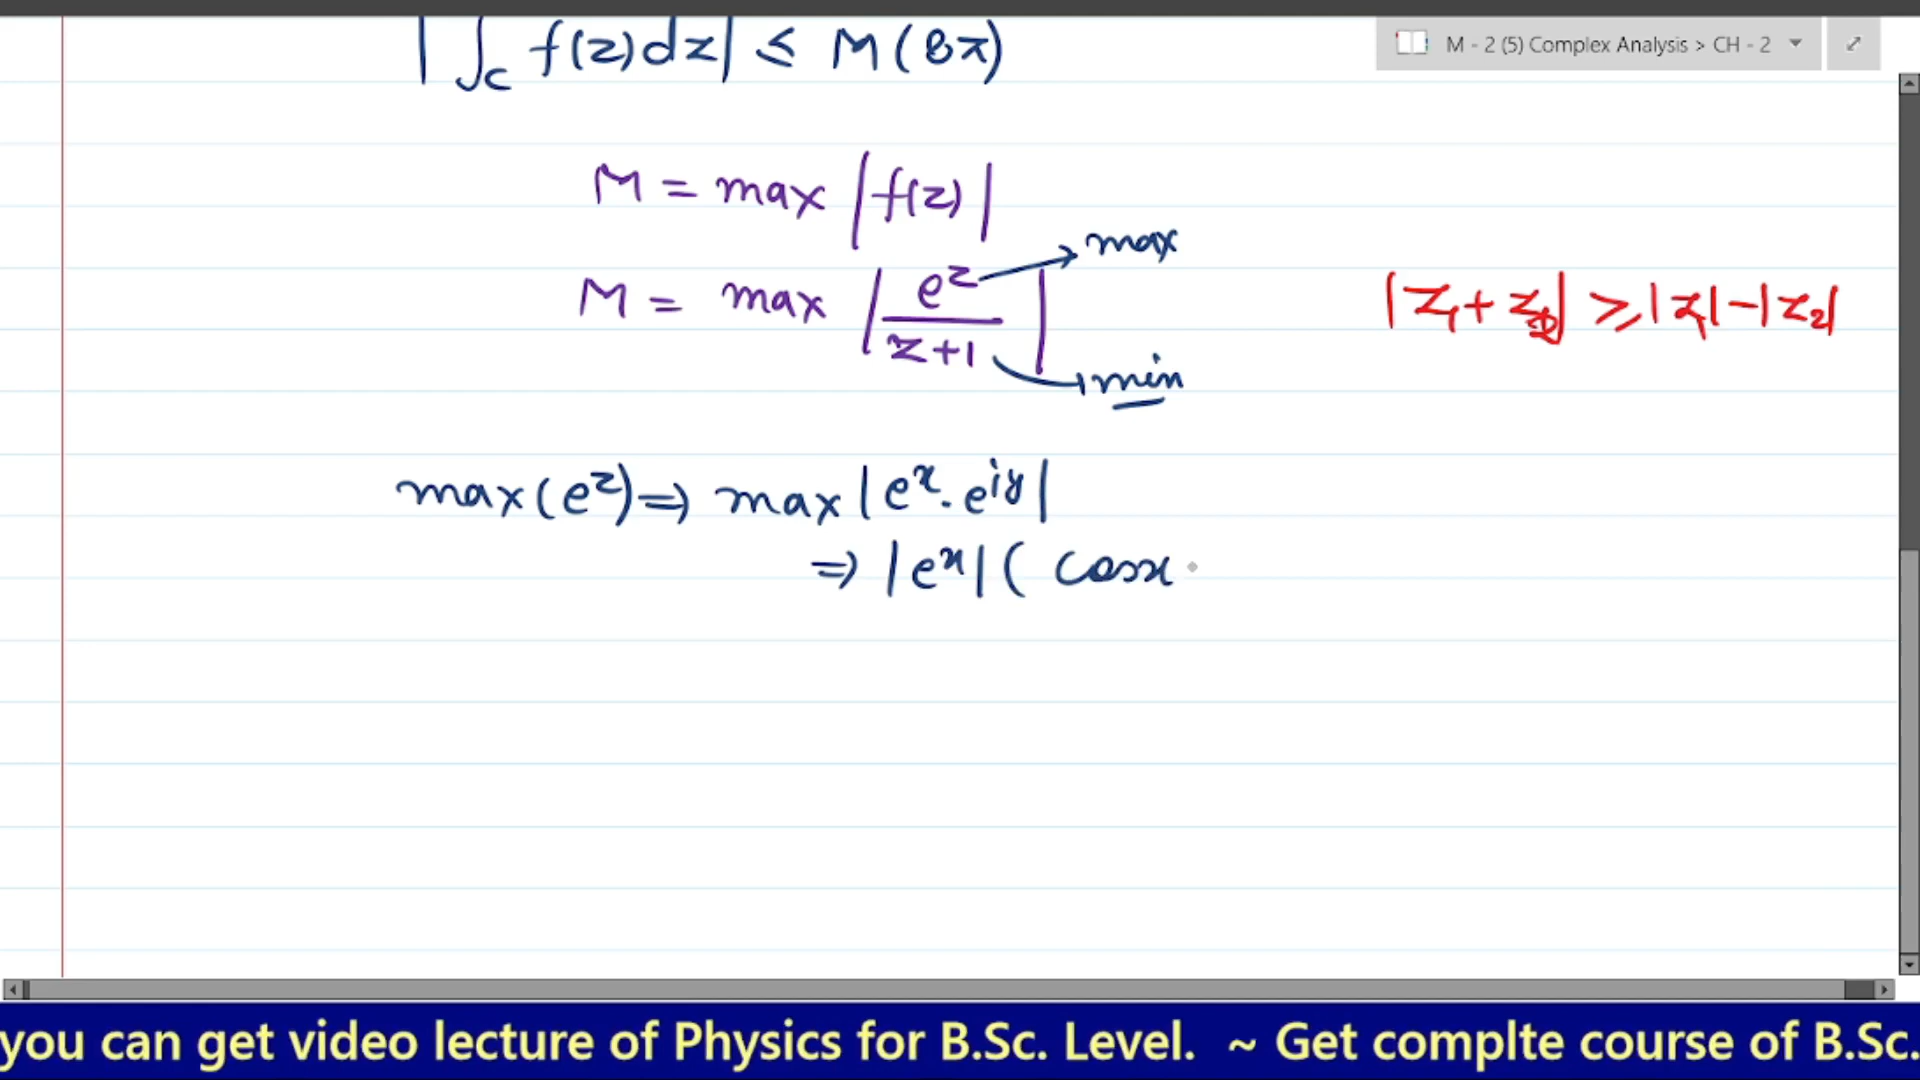 |∫_C f(z)dz| ≤ M(8π)
M - 2 (5) Complex Analysis > CH - 2
M = max |f(z)|
M = max |e^z / z+1|
max
min
|z₁ + z₂| ≥ |z₁| - |z₂|
max(e^z) ⇒ max |e^x . e^iy|
⇒ |e^x| ( cosx
you can get video lecture of Physics for B.Sc. Level. ~ Get complte course of B.Sc.